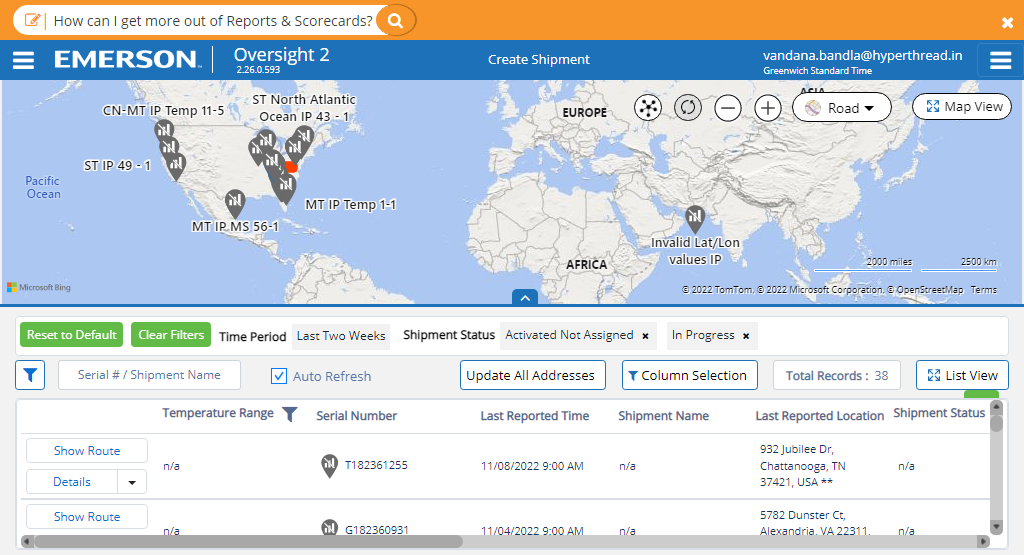 How can I get more out of Reports & Scorecards?
EMERSON
Oversight 2
2.26.0.593
Create Shipment
vandana.bandla@hyperthread.in
Greenwich Standard Time
CN-MT IP Temp 11-5
ST North Atlantic
Ocean IP 43 - 1
ST IP 49 - 1
Pacific
Ocean
MT IP Temp 1-1
MT IP MS 56-1
EUROPE
ASIA
AFRICA
Invalid Lat/Lon
values IP
Road
Map View
2000 miles
2500 km
Microsoft Bing
© 2022 TomTom, © 2022 Microsoft Corporation, © OpenStreetMap Terms
Reset to Default
Clear Filters
Time Period
Last Two Weeks
Shipment Status
Activated Not Assigned ×
In Progress ×
Serial # / Shipment Name
Auto Refresh
Update All Addresses
Column Selection
Total Records : 38
List View
Temperature Range
Serial Number
Last Reported Time
Shipment Name
Last Reported Location
Shipment Status
Show Route
Details
n/a
T182361255
11/08/2022 9:00 AM
n/a
932 Jubilee Dr,
Chattanooga, TN
37421, USA **
n/a
Show Route
n/a
G182360931
11/04/2022 9:00 AM
n/a
5782 Dunster Ct,
Alexandria, VA 22311,
n/a